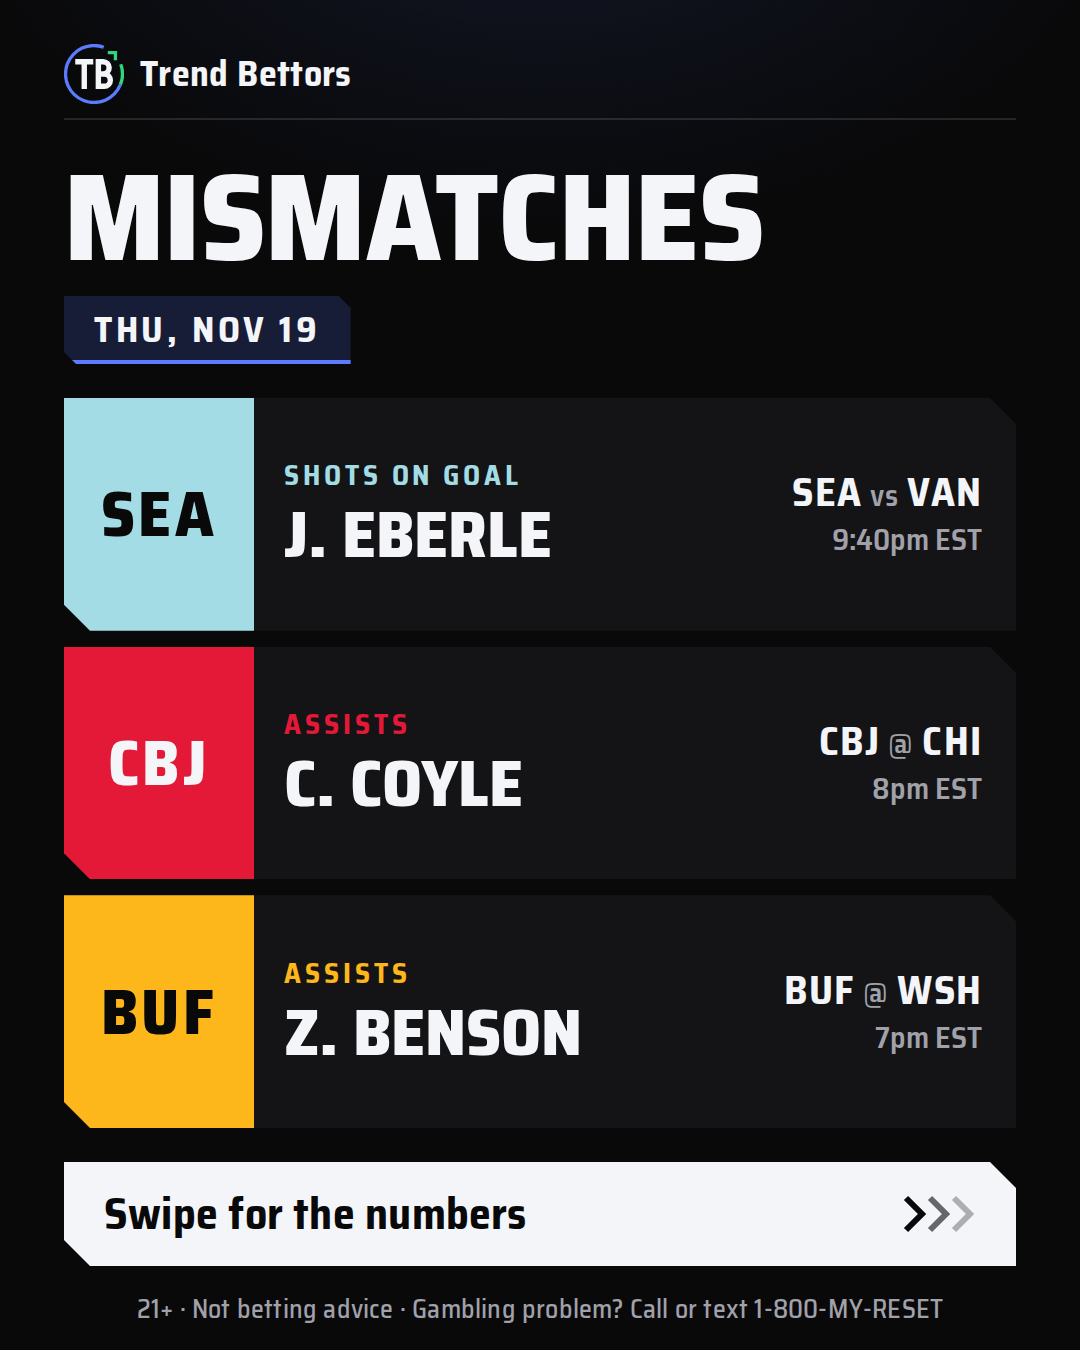 TB Trend Bettors
MISMATCHES
THU, NOV 19
SEA
SHOTS ON GOAL
J. EBERLE
SEA vs VAN
9:40pm EST
CBJ
ASSISTS
C. COYLE
CBJ @ CHI
8pm EST
BUF
ASSISTS
Z. BENSON
BUF @ WSH
7pm EST
Swipe for the numbers
21+ · Not betting advice · Gambling problem? Call or text 1-800-MY-RESET